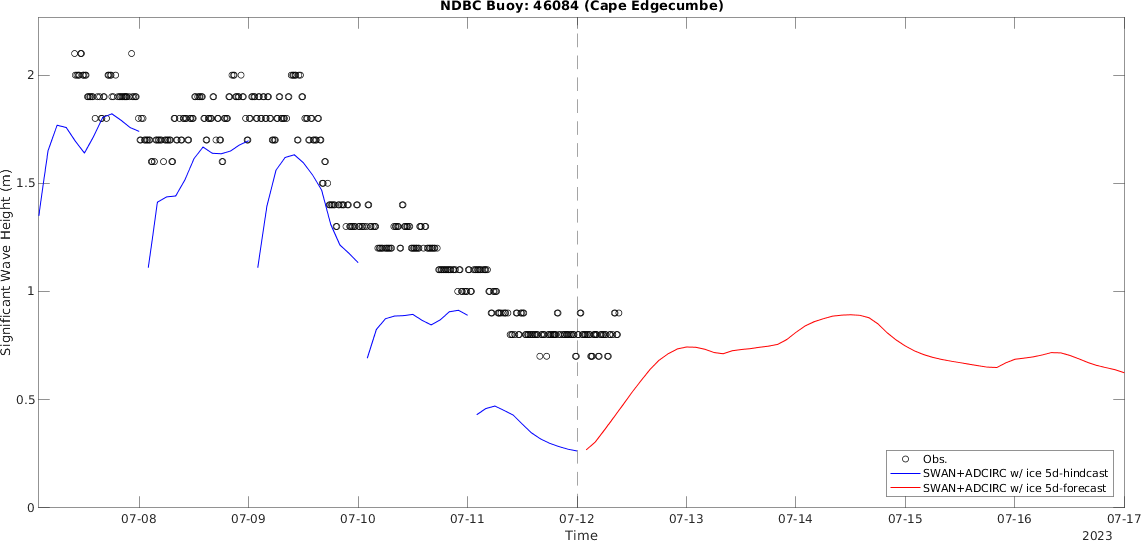 NDBC Buoy: 46084 (Cape Edgecumbe)
Significant Wave Height (m)
2
1.5
1
0.5
0
Obs.
SWAN+ADCIRC w/ ice 5d-hindcast
SWAN+ADCIRC w/ ice 5d-forecast
07-08 07-09 07-10 07-11 07-12 07-13 07-14 07-15 07-16 07-17
Time
2023